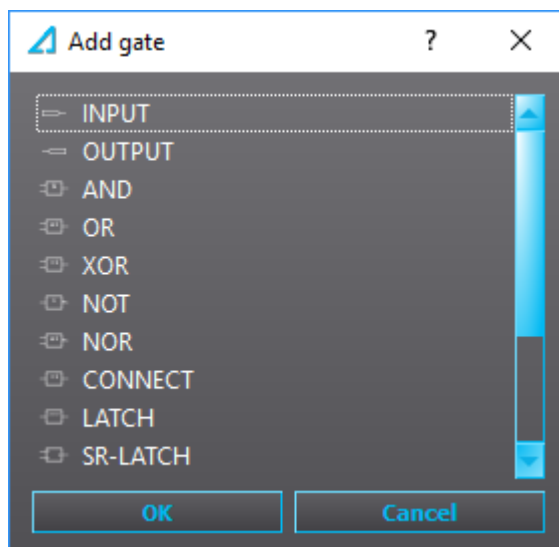 Add gate ?
INPUT
OUTPUT
AND
OR
XOR
NOT
NOR
CONNECT
LATCH
SR-LATCH
OK Cancel